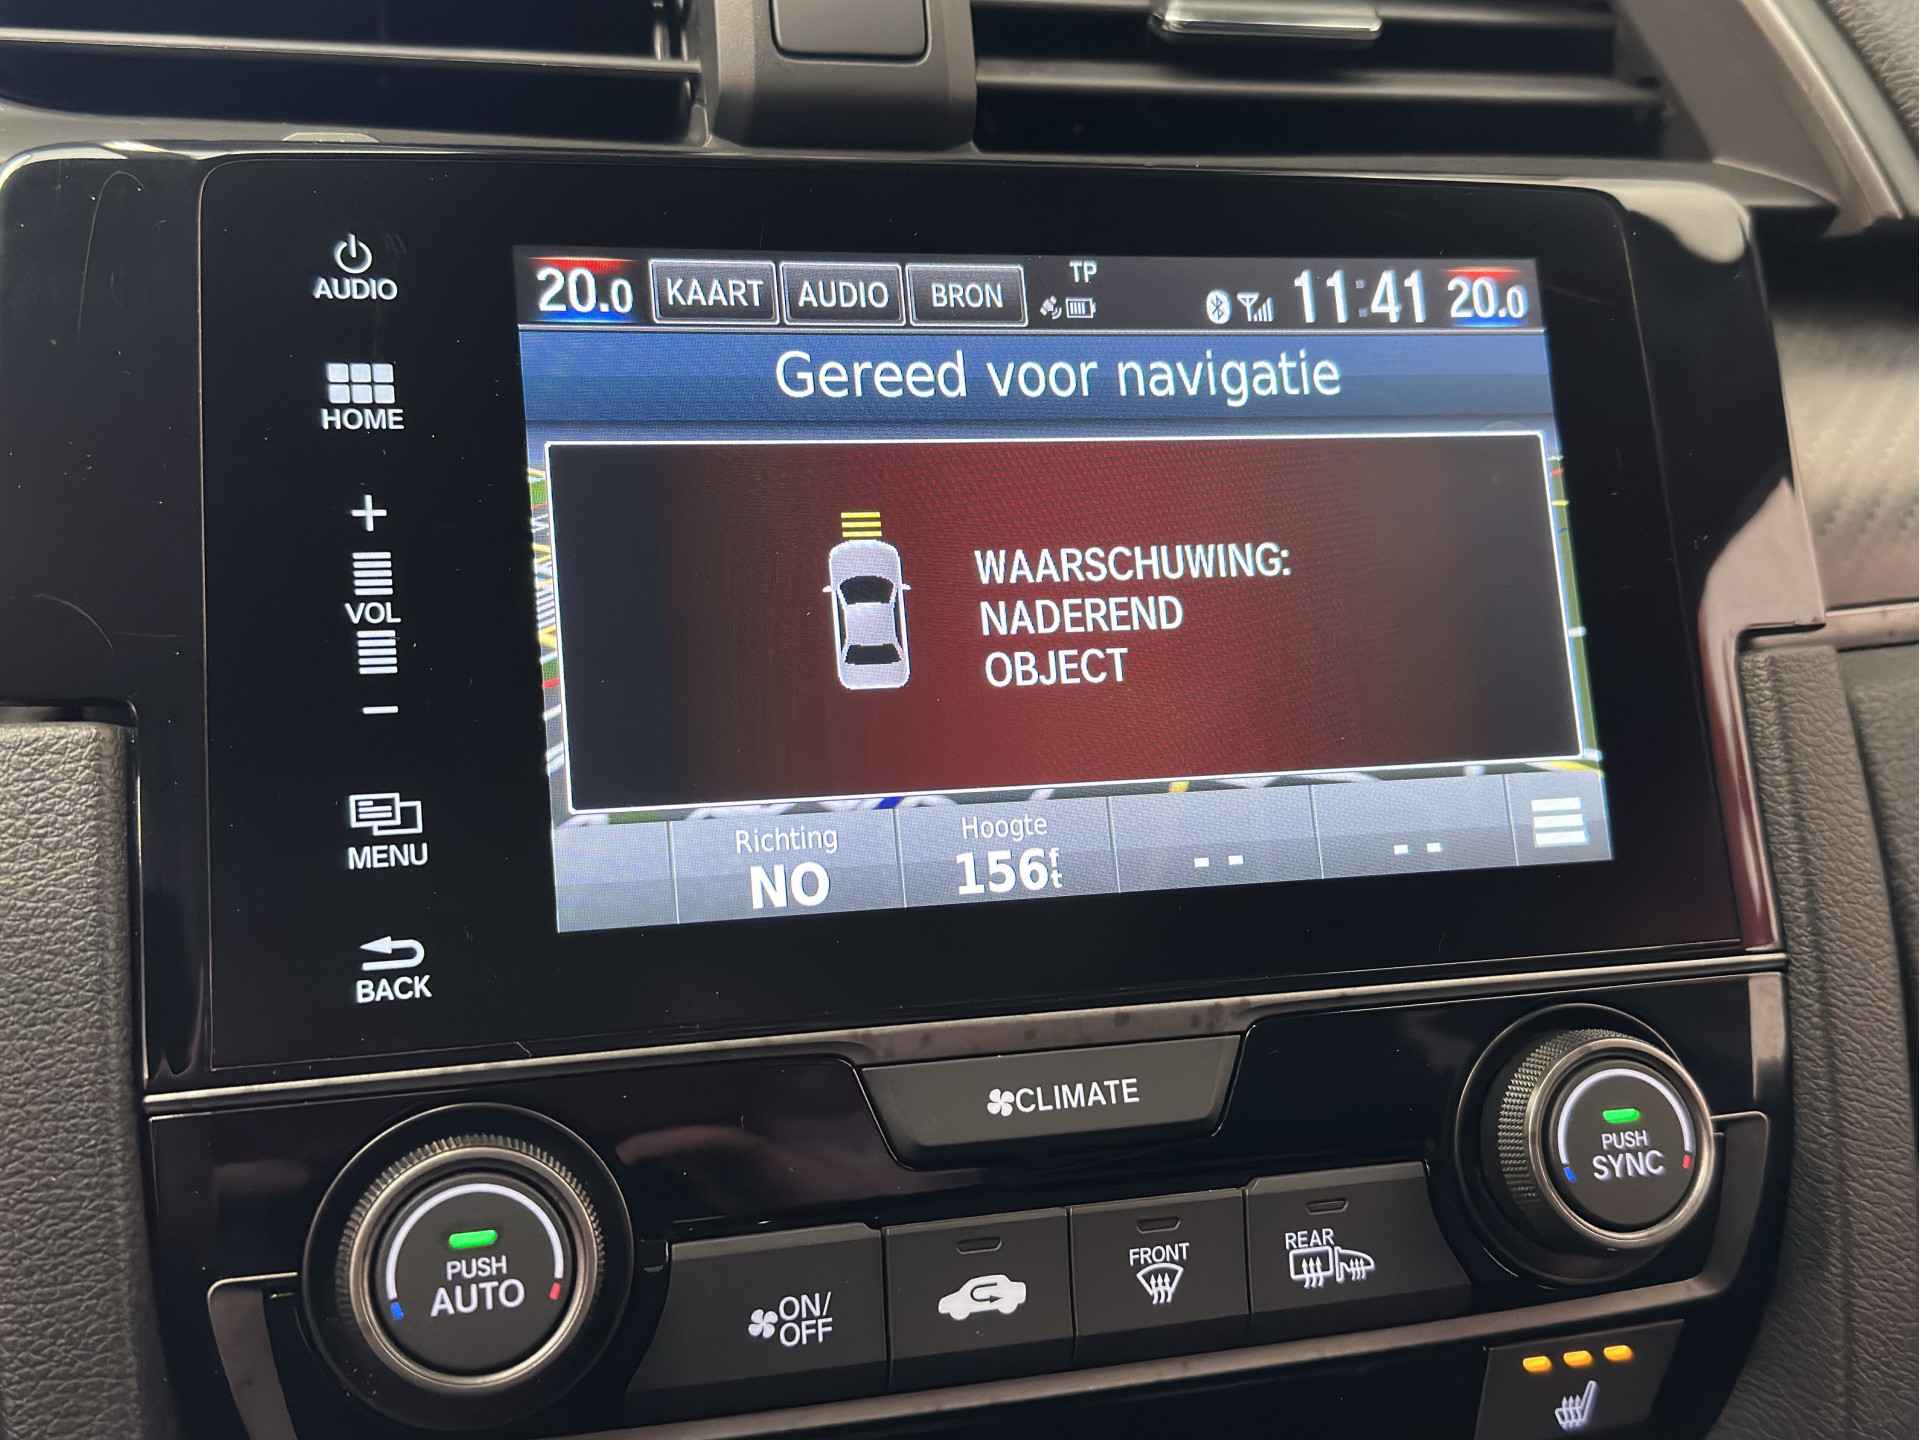 AUDIO
HOME
+
VOL
−
MENU
BACK
20.0 KAART AUDIO BRON TP 11:41 20.0
Gereed voor navigatie
WAARSCHUWING:
NADEREND
OBJECT
Richting
NO
Hoogte
156ft
- -
- -
CLIMATE
PUSH
AUTO
ON/
OFF
FRONT
REAR
PUSH
SYNC